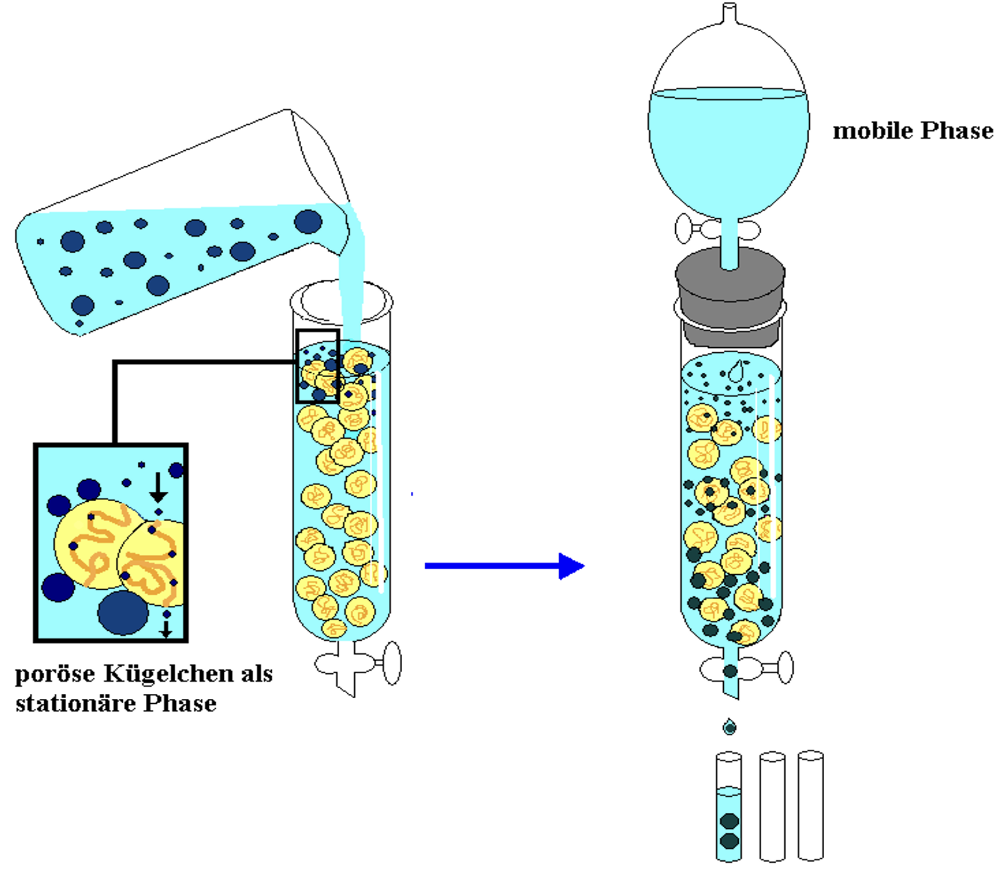 mobile Phase
poröse Kügelchen als
stationäre Phase